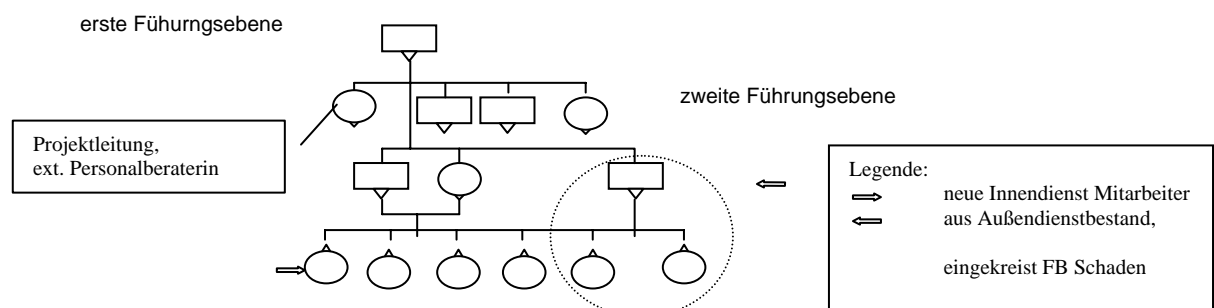 erste Fühurngsebene
zweite Führungsebene
Projektleitung,
ext. Personalberaterin
Legende:
neue Innendienst Mitarbeiter
aus Außendienstbestand,
eingekreist FB Schaden